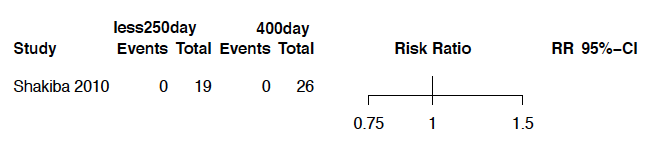 less250day 400day
Study Events Total Events Total Risk Ratio RR 95%−CI
Shakiba 2010 0 19 0 26
0.75 1 1.5